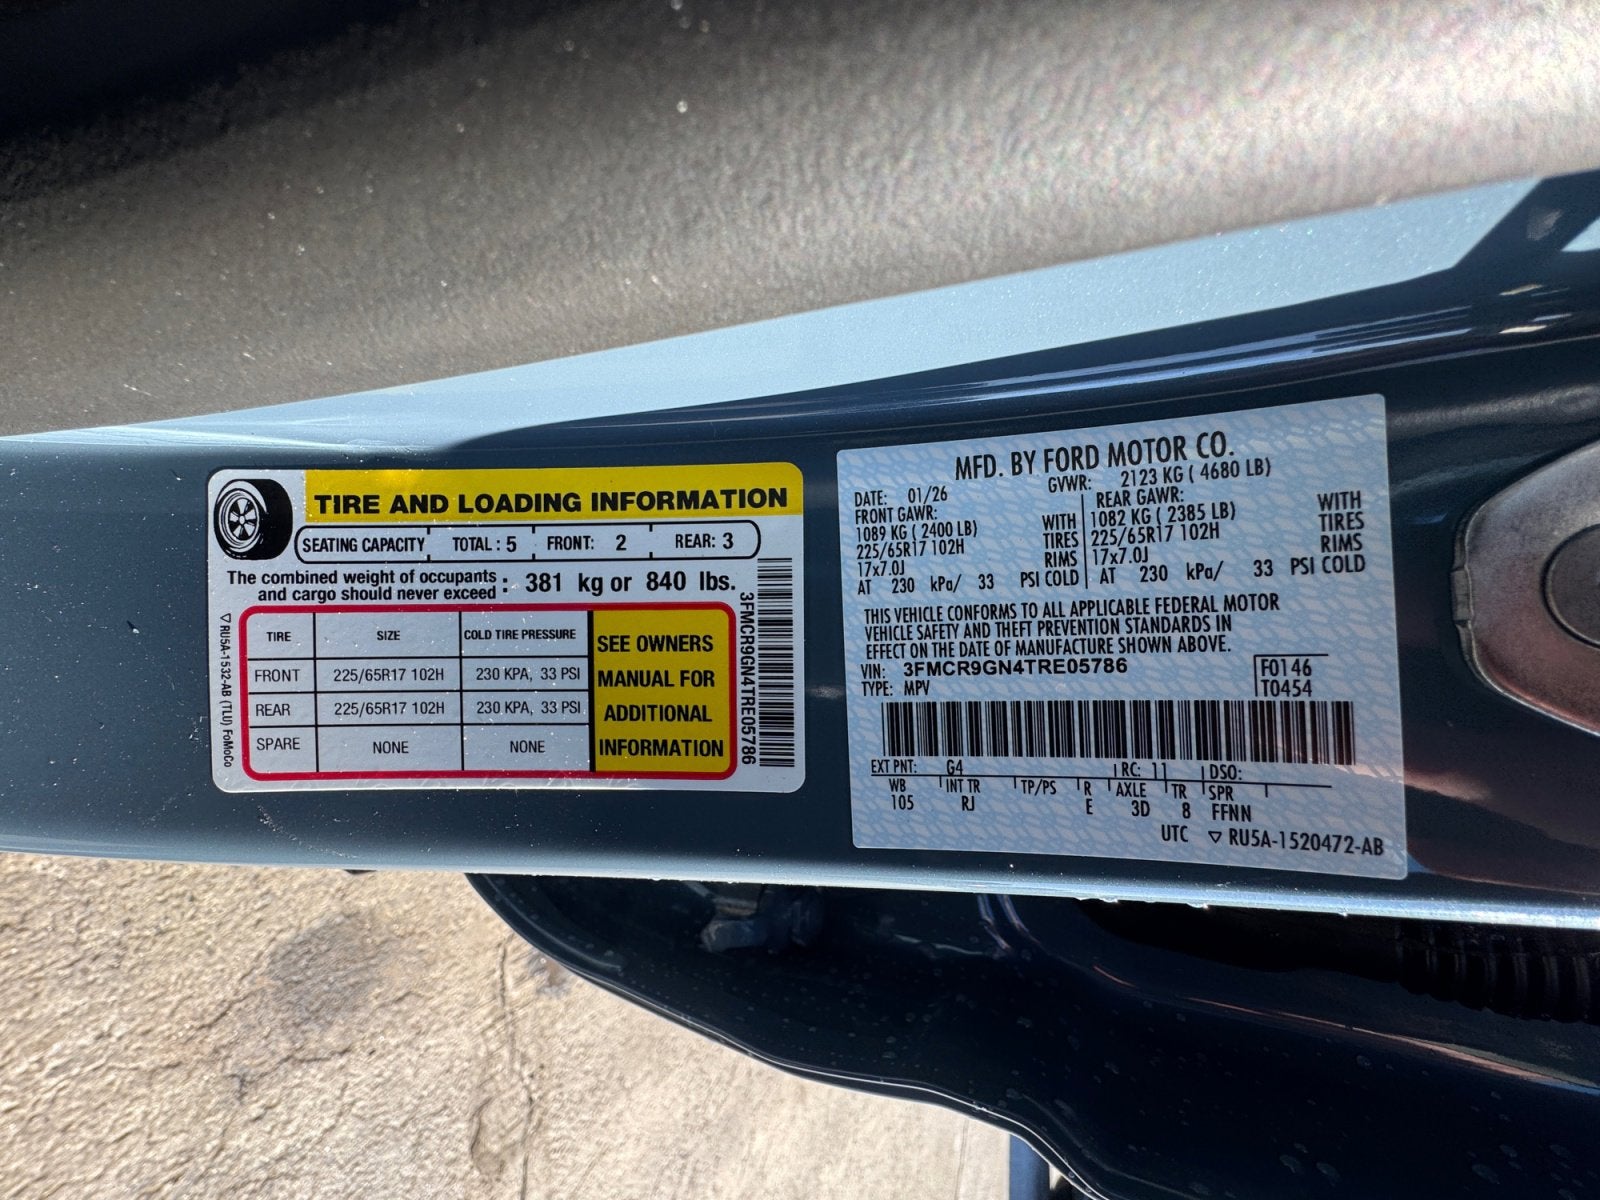 TIRE AND LOADING INFORMATION
SEATING CAPACITY TOTAL : 5 FRONT: 2 REAR: 3
The combined weight of occupants
and cargo should never exceed : 381 kg or 840 lbs.
TIRE SIZE COLD TIRE PRESSURE
FRONT 225/65R17 102H 230 KPA, 33 PSI
REAR 225/65R17 102H 230 KPA, 33 PSI
SPARE NONE NONE
SEE OWNERS
MANUAL FOR
ADDITIONAL
INFORMATION
3FMCR9GN4TRE05786
▽ RU5A-1532-AB (TLU) FoMoCo
MFD. BY FORD MOTOR CO.
DATE: 01/26 GVWR: 2123 KG ( 4680 LB)
FRONT GAWR:
1089 KG ( 2400 LB) WITH
225/65R17 102H TIRES
17x7.0J RIMS
AT 230 kPa/ 33 PSI COLD
REAR GAWR:
1082 KG ( 2385 LB) WITH
225/65R17 102H TIRES
17x7.0J RIMS
AT 230 kPa/ 33 PSI COLD
THIS VEHICLE CONFORMS TO ALL APPLICABLE FEDERAL MOTOR
VEHICLE SAFETY AND THEFT PREVENTION STANDARDS IN
EFFECT ON THE DATE OF MANUFACTURE SHOWN ABOVE.
VIN: 3FMCR9GN4TRE05786 F0146
TYPE: MPV T0454
EXT PNT: G4 RC: 11 DSO:
WB INT TR TP/PS R AXLE TR SPR
105 RJ E 3D 8 FFNN
UTC ▽ RU5A-1520472-AB